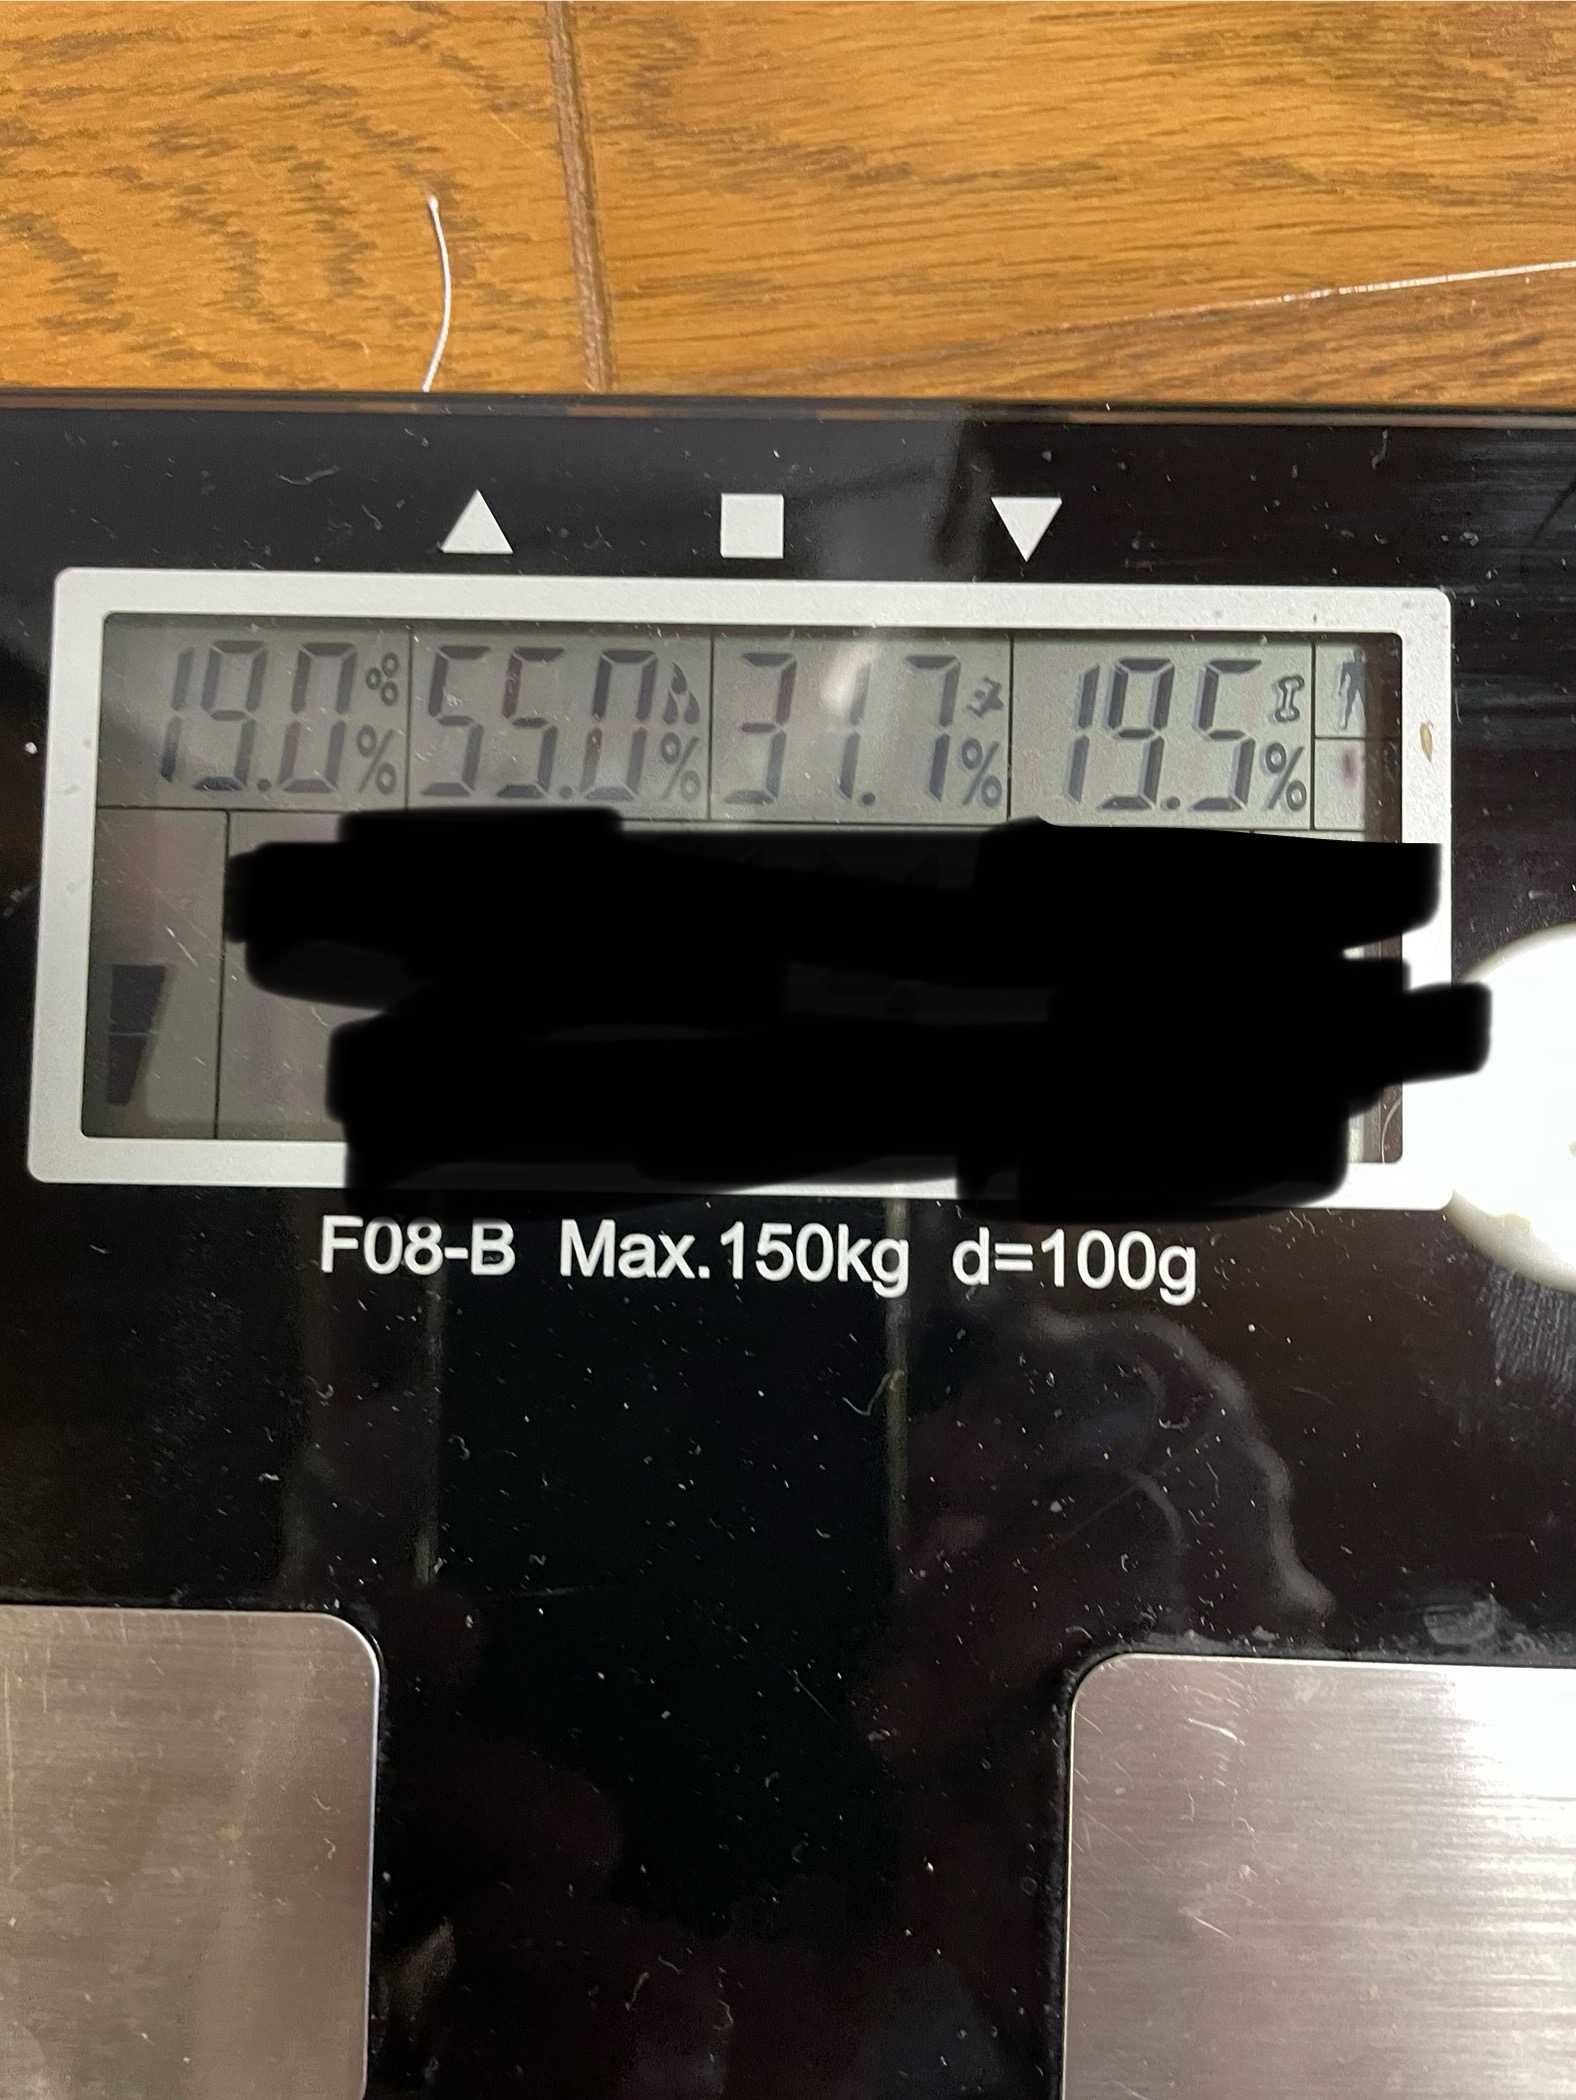 19.0% 55.0% 31.7% 19.5%
F08-B Max.150kg d=100g